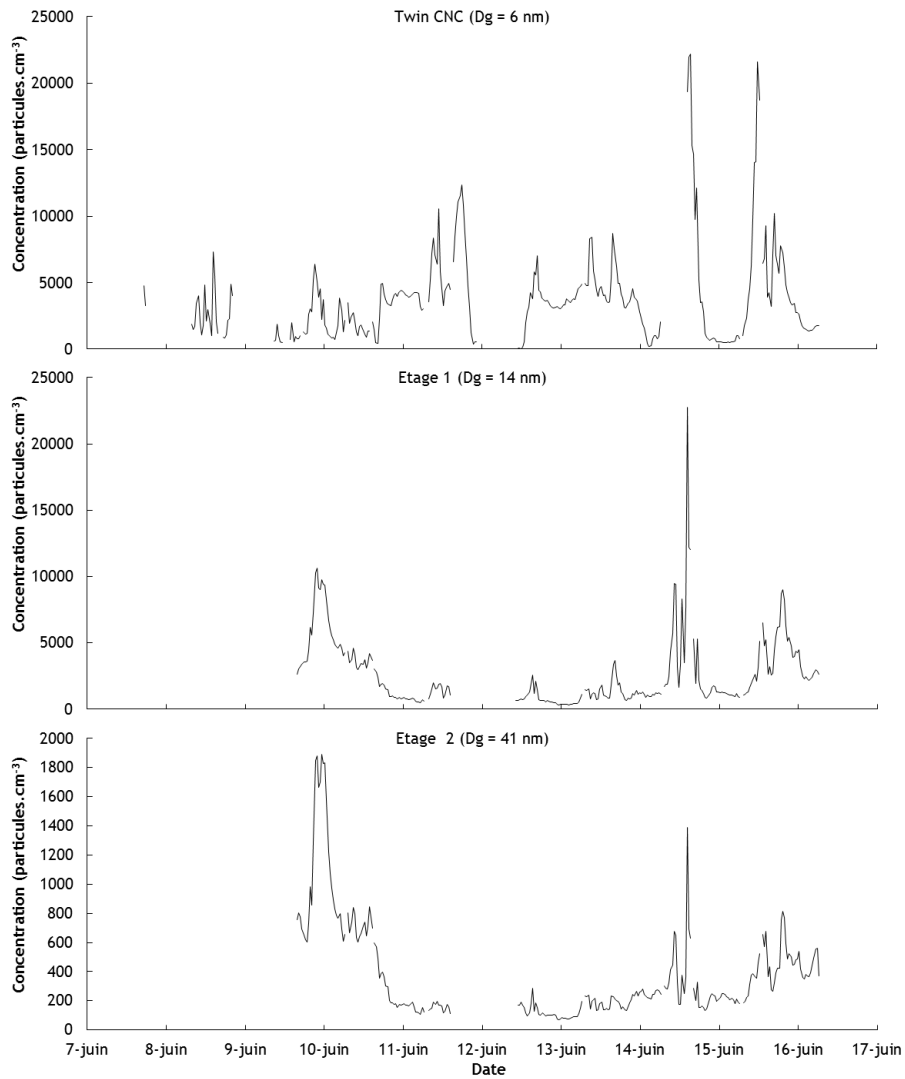 Twin CNC (Dg = 6 nm)
Concentration (particules.cm-3)
25000
20000
15000
10000
5000
0
Etage 1 (Dg = 14 nm)
Concentration (particules.cm-3)
25000
20000
15000
10000
5000
0
Etage 2 (Dg = 41 nm)
Concentration (particules.cm-3)
2000
1800
1600
1400
1200
1000
800
600
400
200
0
7-juin 8-juin 9-juin 10-juin 11-juin 12-juin 13-juin 14-juin 15-juin 16-juin 17-juin
Date